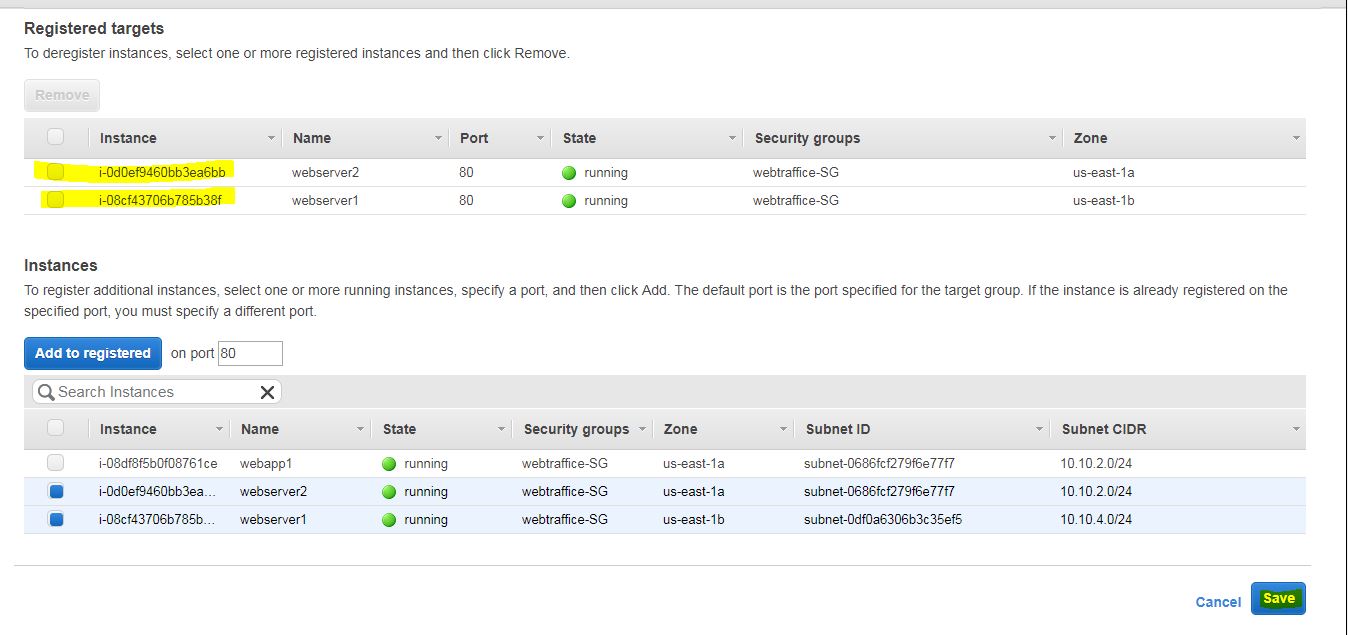 Registered targets
To deregister instances, select one or more registered instances and then click Remove.
Remove
Instance Name Port State Security groups Zone
i-0d0ef9460bb3ea6bb webserver2 80 running webtraffice-SG us-east-1a
i-08cf43706b785b38f webserver1 80 running webtraffice-SG us-east-1b
Instances
To register additional instances, select one or more running instances, specify a port, and then click Add. The default port is the port specified for the target group. If the instance is already registered on the
specified port, you must specify a different port.
Add to registered on port 80
Search Instances
Instance Name State Security groups Zone Subnet ID Subnet CIDR
i-08df8f5b0f08761ce webapp1 running webtraffice-SG us-east-1a subnet-0686fcf279f6e77f7 10.10.2.0/24
i-0d0ef9460bb3ea... webserver2 running webtraffice-SG us-east-1a subnet-0686fcf279f6e77f7 10.10.2.0/24
i-08cf43706b785b... webserver1 running webtraffice-SG us-east-1b subnet-0df0a6306b3c35ef5 10.10.4.0/24
Cancel Save